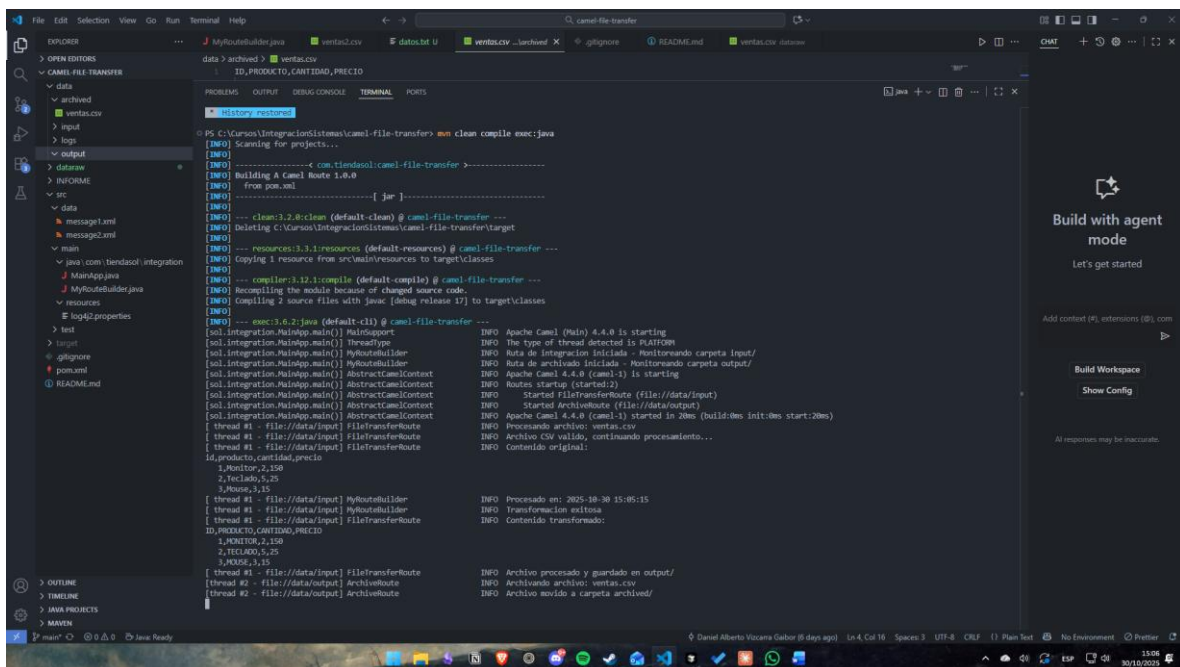 File Edit Selection View Go Run Terminal Help
camel-file-transfer
EXPLORER
MyRouteBuilder.java
ventas2.csv
datos.txt U
ventas.csv ...\archived
.gitignore
README.md
ventas.csv dataraw
CHAT
> OPEN EDITORS
CAMEL-FILE-TRANSFER
data
archived
ventas.csv
> input
> logs
output
> dataraw
> INFORME
src
data
message1.xml
message2.xml
main
java\com\tiendasol\integration
MainApp.java
MyRouteBuilder.java
resources
log4j2.properties
> test
> target
.gitignore
pom.xml
README.md
> OUTLINE
> TIMELINE
> JAVA PROJECTS
> MAVEN
data > archived > ventas.csv
1 ID,PRODUCTO,CANTIDAD,PRECIO
PROBLEMS OUTPUT DEBUG CONSOLE TERMINAL PORTS
java
* History restored
PS C:\Cursos\IntegracionSistemas\camel-file-transfer> mvn clean compile exec:java
[INFO] Scanning for projects...
[INFO]
[INFO] -----------------< com.tiendasol:camel-file-transfer >------------------
[INFO] Building A Camel Route 1.0.0
[INFO]   from pom.xml
[INFO] --------------------------------[ jar ]---------------------------------
[INFO]
[INFO] --- clean:3.2.0:clean (default-clean) @ camel-file-transfer ---
[INFO] Deleting C:\Cursos\IntegracionSistemas\camel-file-transfer\target
[INFO]
[INFO] --- resources:3.3.1:resources (default-resources) @ camel-file-transfer ---
[INFO] Copying 1 resource from src\main\resources to target\classes
[INFO]
[INFO] --- compiler:3.12.1:compile (default-compile) @ camel-file-transfer ---
[INFO] Recompiling the module because of changed source code.
[INFO] Compiling 2 source files with javac [debug release 17] to target\classes
[INFO]
[INFO] --- exec:3.6.2:java (default-cli) @ camel-file-transfer ---
[sol.integration.MainApp.main()] MainSupport INFO Apache Camel (Main) 4.4.0 is starting
[sol.integration.MainApp.main()] ThreadType INFO The type of thread detected is PLATFORM
[sol.integration.MainApp.main()] MyRouteBuilder INFO Ruta de integracion iniciada - Monitoreando carpeta input/
[sol.integration.MainApp.main()] MyRouteBuilder INFO Ruta de archivado iniciada - Monitoreando carpeta output/
[sol.integration.MainApp.main()] AbstractCamelContext INFO Apache Camel 4.4.0 (camel-1) is starting
[sol.integration.MainApp.main()] AbstractCamelContext INFO Routes startup (started:2)
[sol.integration.MainApp.main()] AbstractCamelContext INFO Started FileTransferRoute (file://data/input)
[sol.integration.MainApp.main()] AbstractCamelContext INFO Started ArchiveRoute (file://data/output)
[sol.integration.MainApp.main()] AbstractCamelContext INFO Apache Camel 4.4.0 (camel-1) started in 20ms (build:0ms init:0ms start:20ms)
[ thread #1 - file://data/input] FileTransferRoute INFO Procesando archivo: ventas.csv
[ thread #1 - file://data/input] FileTransferRoute INFO Archivo CSV valido, continuando procesamiento...
[ thread #1 - file://data/input] FileTransferRoute INFO Contenido original:
id,producto,cantidad,precio
1,Monitor,2,150
2,Teclado,5,25
3,Mouse,3,15
[ thread #1 - file://data/input] MyRouteBuilder INFO Procesado en: 2025-10-30 15:05:15
[ thread #1 - file://data/input] MyRouteBuilder INFO Transformacion exitosa
[ thread #1 - file://data/input] FileTransferRoute INFO Contenido transformado:
ID,PRODUCTO,CANTIDAD,PRECIO
1,MONITOR,2,150
2,TECLADO,5,25
3,MOUSE,3,15
[ thread #1 - file://data/input] FileTransferRoute INFO Archivo procesado y guardado en output/
[thread #2 - file://data/output] ArchiveRoute INFO Archivando archivo: ventas.csv
[thread #2 - file://data/output] ArchiveRoute INFO Archivo movido a carpeta archived/
Build with agent
mode
Let's get started
Add context (#), extensions (@), com
Build Workspace
Show Config
AI responses may be inaccurate.
main* 0 0 0 Java: Ready
Daniel Alberto Vizcarra Gaibor (6 days ago) Ln 4, Col 16 Spaces: 3 UTF-8 CRLF {} Plain Text No Environment Prettier
ESP
15:06
30/10/2025